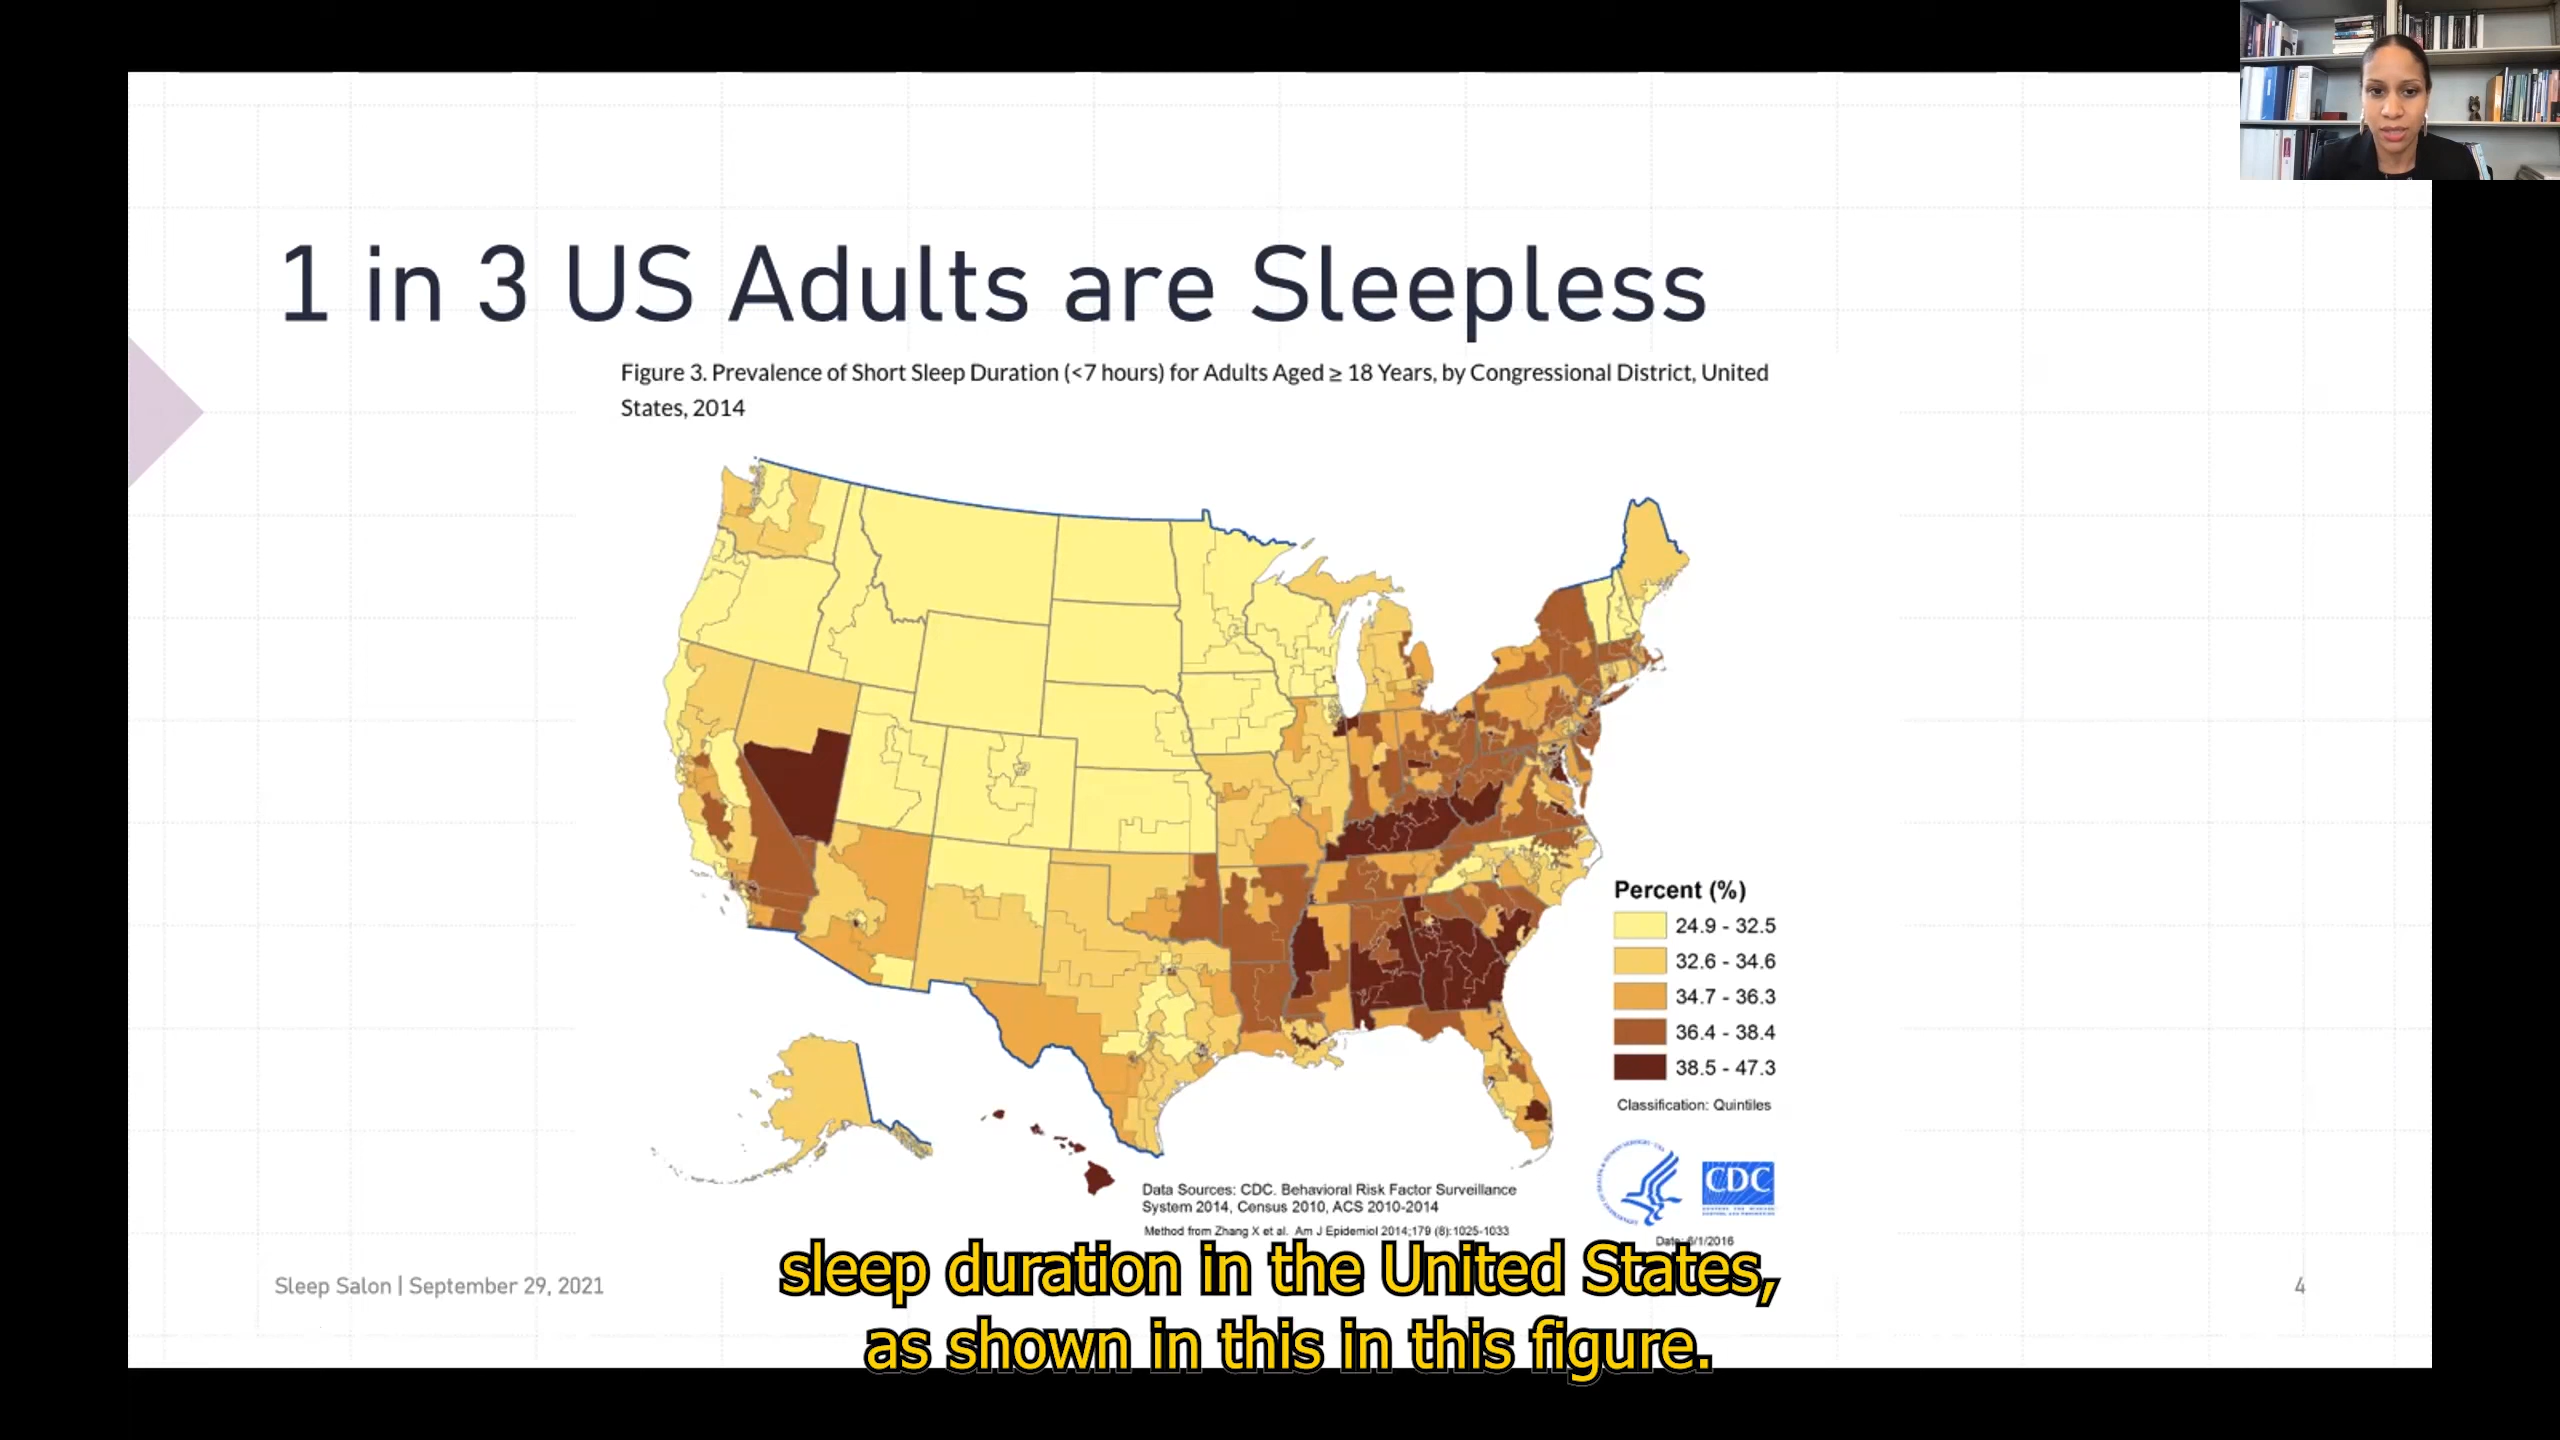 1 in 3 US Adults are Sleepless
Figure 3. Prevalence of Short Sleep Duration (<7 hours) for Adults Aged ≥ 18 Years, by Congressional District, United
States, 2014
Percent (%)
24.9 - 32.5
32.6 - 34.6
34.7 - 36.3
36.4 - 38.4
38.5 - 47.3
Classification: Quintiles
CDC
Data Sources: CDC. Behavioral Risk Factor Surveillance
System 2014, Census 2010, ACS 2010-2014
Method from Zhang X et al. Am J Epidemiol 2014;179 (8):1025-1033
Date: 6/1/2016
sleep duration in the United States,
as shown in this in this figure.
Sleep Salon | September 29, 2021
4